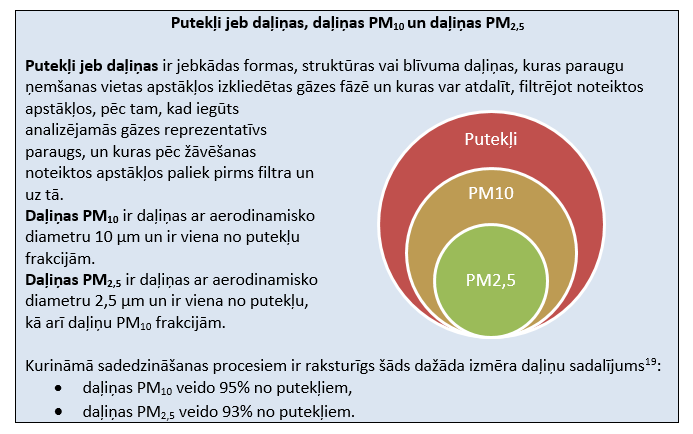 Putekļi jeb daļiņas, daļiņas PM10 un daļiņas PM2,5
Putekļi jeb daļiņas ir jebkādas formas, struktūras vai blīvuma daļiņas, kuras paraugu
ņemšanas vietas apstākļos izkliedētas gāzes fāzē un kuras var atdalīt, filtrējot noteiktos
apstākļos, pēc tam, kad iegūts
analizējamās gāzes reprezentatīvs
paraugs, un kuras pēc žāvēšanas
noteiktos apstākļos paliek pirms filtra un
uz tā.
Daļiņas PM10 ir daļiņas ar aerodinamisko
diametru 10 µm un ir viena no putekļu
frakcijām.
Daļiņas PM2,5 ir daļiņas ar aerodinamisko
diametru 2,5 µm un ir viena no putekļu,
kā arī daļiņu PM10 frakcijām.
Putekļi
PM10
PM2,5
Kurināmā sadedzināšanas procesiem ir raksturīgs šāds dažāda izmēra daļiņu sadalījums19:
• daļiņas PM10 veido 95% no putekļiem,
• daļiņas PM2,5 veido 93% no putekļiem.